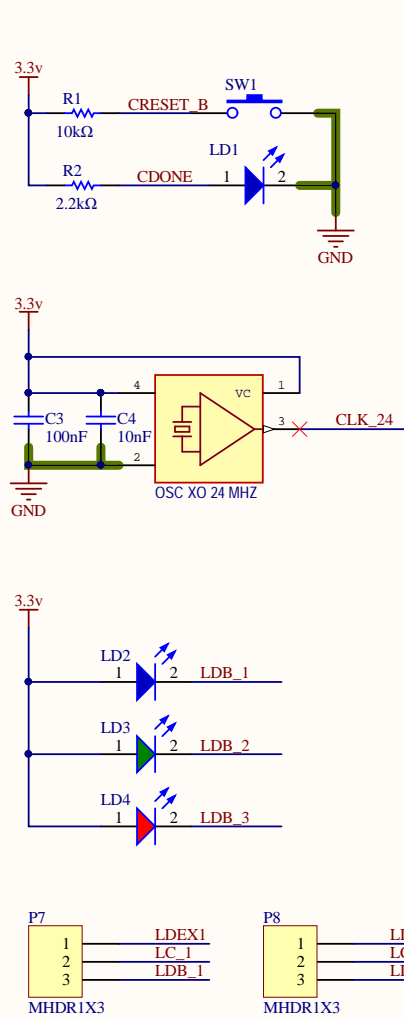 3.3v
R1
CRESET_B
SW1
10kΩ
LD1
R2
CDONE
1
2
2.2kΩ
GND
3.3v
4
VC
1
C3
C4
3
CLK_24
100nF
10nF
2
OSC XO 24 MHZ
GND
3.3v
LD2
1
2
LDB_1
LD3
1
2
LDB_2
LD4
1
2
LDB_3
P7
P8
1
LDEX1
2
LC_1
3
LDB_1
1
2
3
MHDR1X3
MHDR1X3